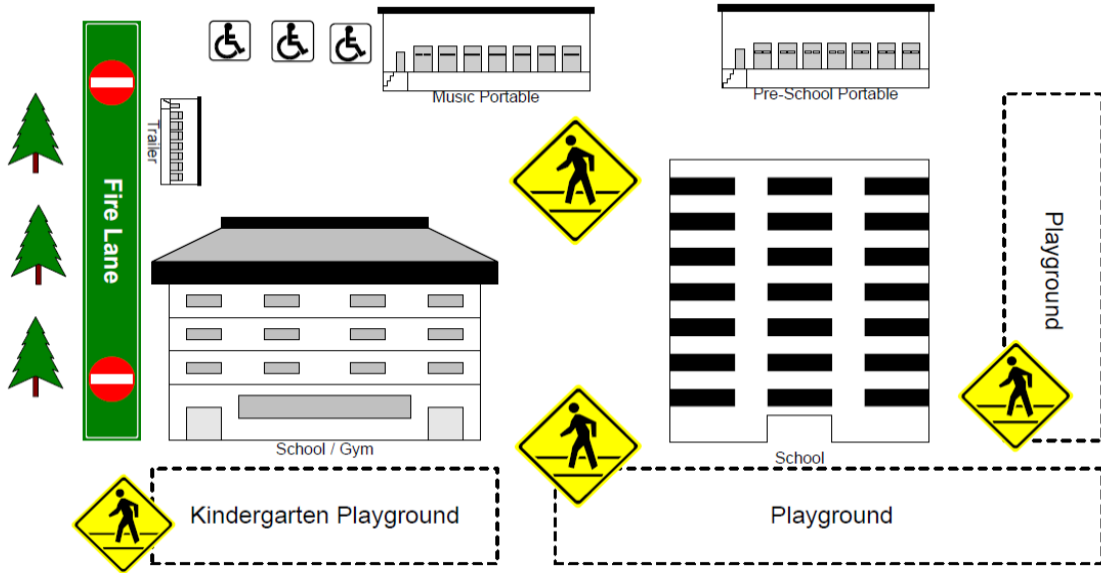 Music Portable
Pre-School Portable
Trailer
Fire Lane
Playground
School / Gym
School
Kindergarten Playground
Playground